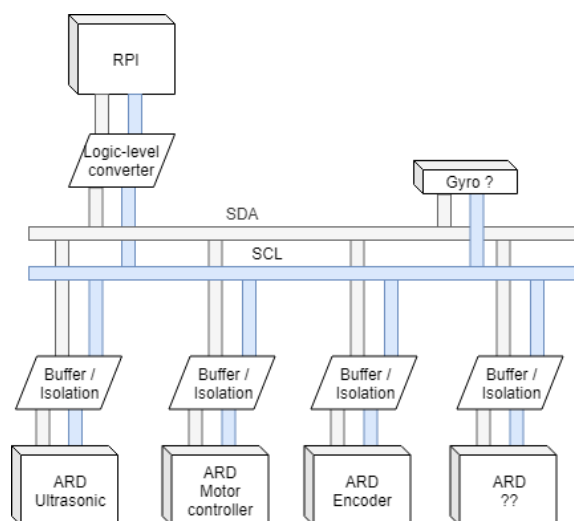 RPI
Logic-level
converter
Gyro ?
SDA
SCL
Buffer /
Isolation
Buffer /
Isolation
Buffer /
Isolation
Buffer /
Isolation
ARD
Ultrasonic
ARD
Motor
controller
ARD
Encoder
ARD
??